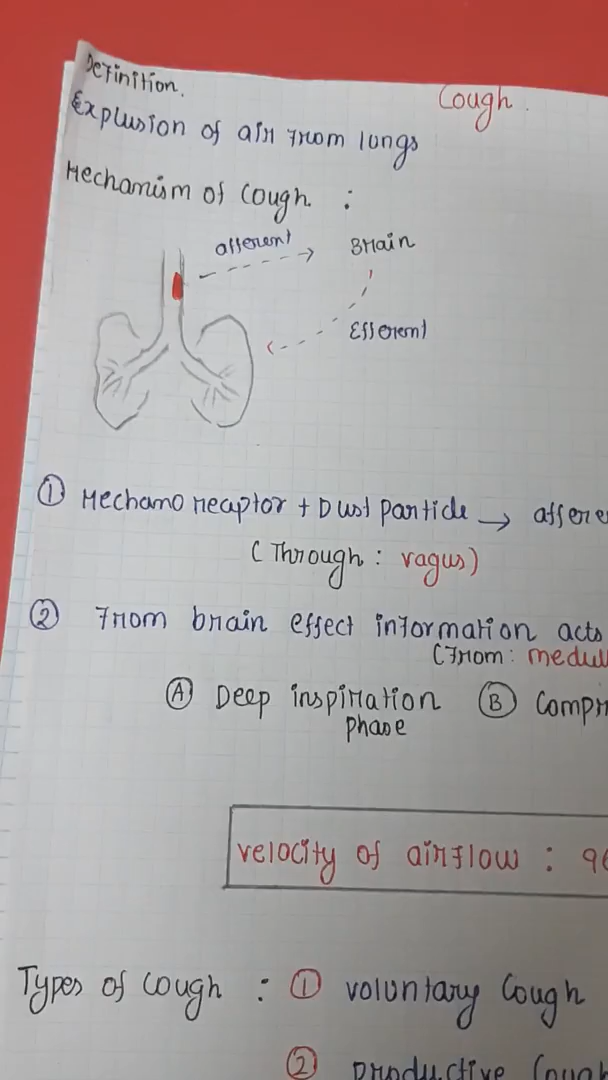 Definition.
Cough.
Explusion of air from lungs
Mechanism of Cough :
afferent
Brain
Efferent
① Mechano reaptor + Dust particle → affere
(Through : vagus)
② From brain effect information acts
(From : medul
Ⓐ Deep inspiration Ⓑ Compr
phase
velocity of airflow : 96
Types of cough : ① voluntary Cough
② productive Cough